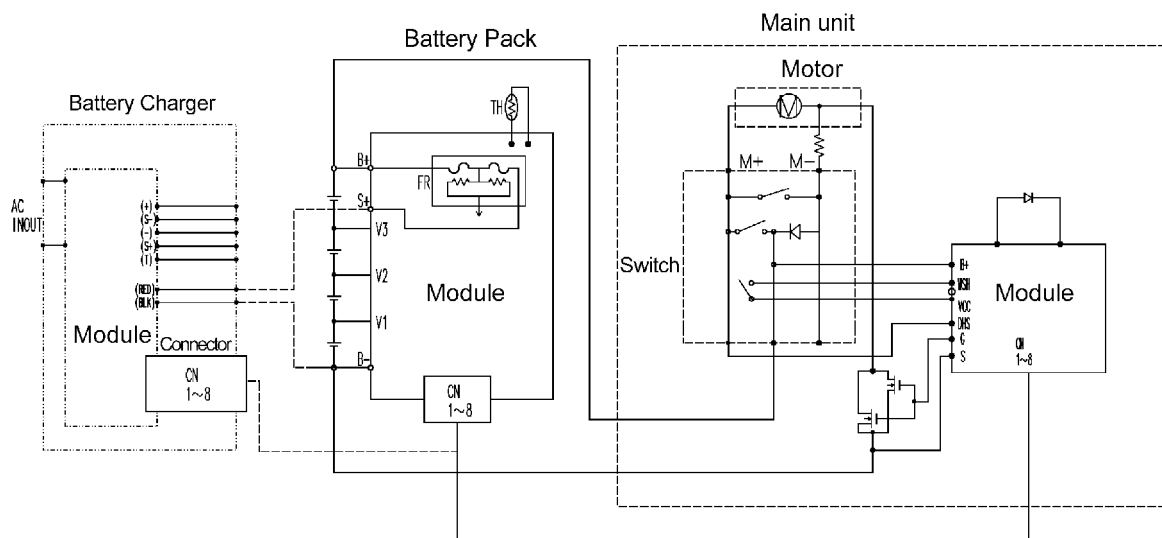 Main unit
Battery Pack
Motor
Battery Charger
TH
M
B+
FR
M+
M-
AC
INOUT
(+)
(S-)
(-)
(S+)
(T)
S+
V3
V2
V1
B-
(RED)
(BLK)
Module
Connector
CN
1~8
Module
CN
1~8
Switch
B+
VCC
DHS
G
S
Module
CN
1~8